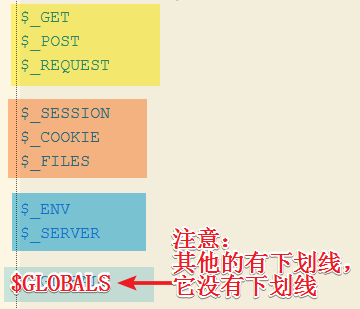 $_GET
$_POST
$_REQUEST
$_SESSION
$_COOKIE
$_FILES
$_ENV
$_SERVER
$GLOBALS
注意：
其他的有下划线，
它没有下划线